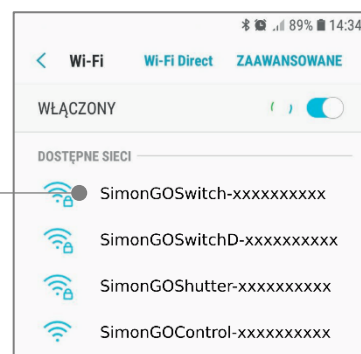 89% 14:34
Wi-Fi Wi-Fi Direct ZAAWANSOWANE
WŁĄCZONY
DOSTĘPNE SIECI
SimonGOSwitch-xxxxxxxxxx
SimonGOSwitchD-xxxxxxxxxx
SimonGOShutter-xxxxxxxxxx
SimonGOControl-xxxxxxxxxx